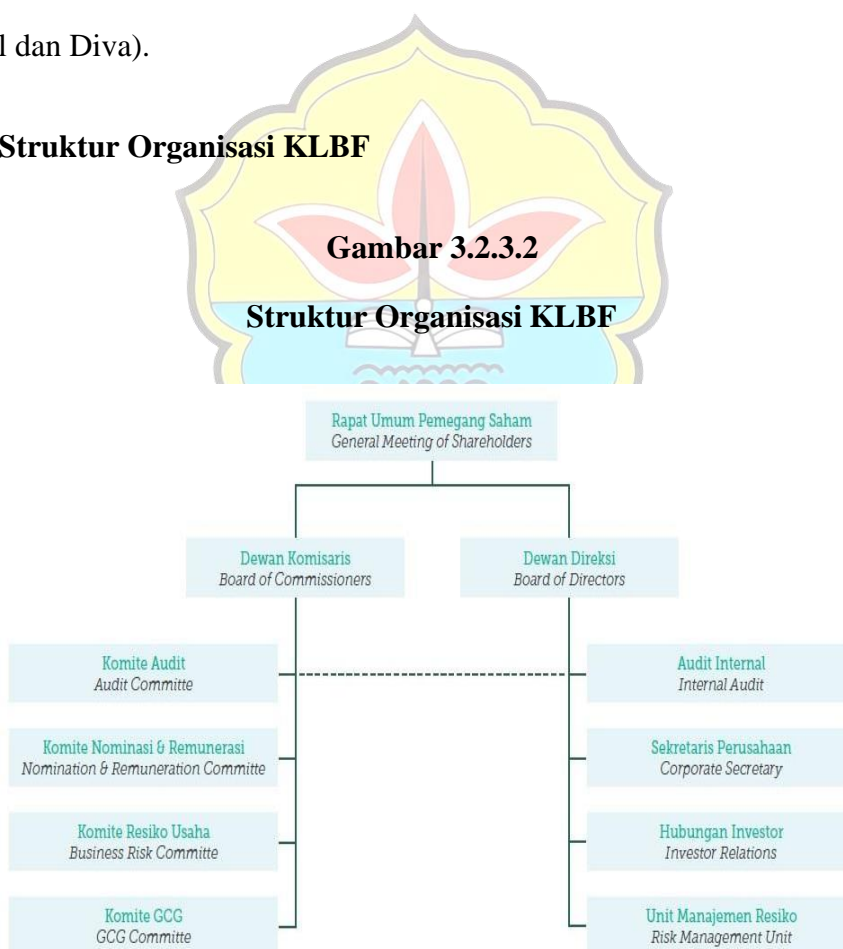 l dan Diva).
Struktur Organisasi KLBF
Gambar 3.2.3.2
Struktur Organisasi KLBF
Rapat Umum Pemegang Saham
General Meeting of Shareholders
Dewan Komisaris
Board of Commissioners
Dewan Direksi
Board of Directors
Komite Audit
Audit Committe
Audit Internal
Internal Audit
Komite Nominasi & Remunerasi
Nomination & Remuneration Committe
Sekretaris Perusahaan
Corporate Secretary
Komite Resiko Usaha
Business Risk Committe
Hubungan Investor
Investor Relations
Komite GCG
GCG Committe
Unit Manajemen Resiko
Risk Management Unit